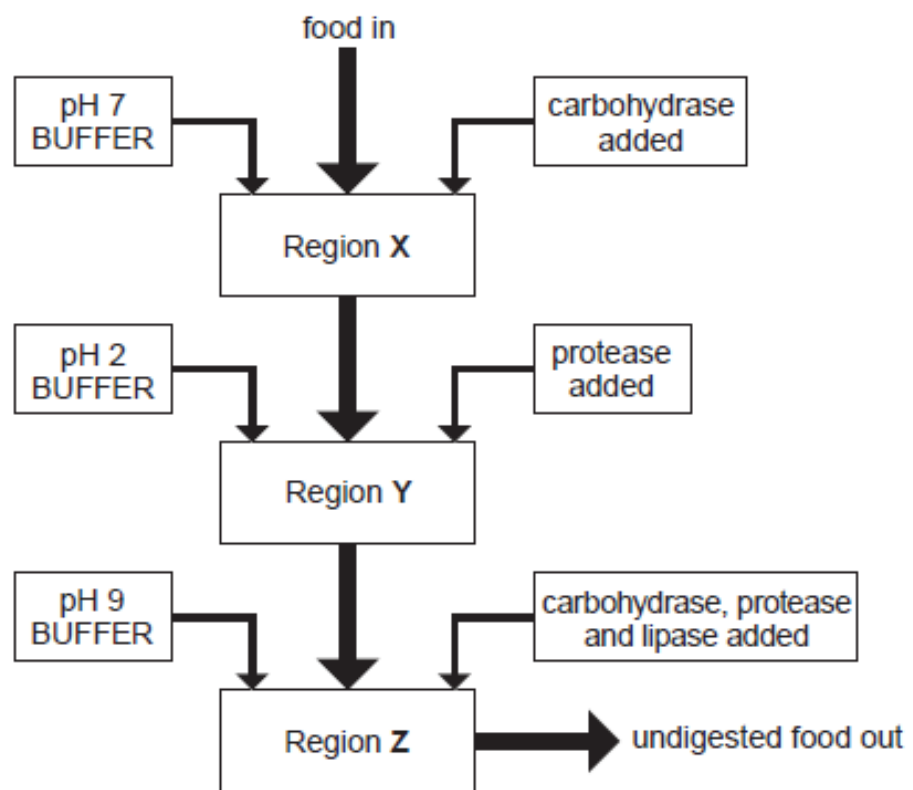 food in
pH 7
BUFFER
carbohydrase
added
Region X
pH 2
BUFFER
protease
added
Region Y
pH 9
BUFFER
carbohydrase, protease
and lipase added
Region Z
undigested food out